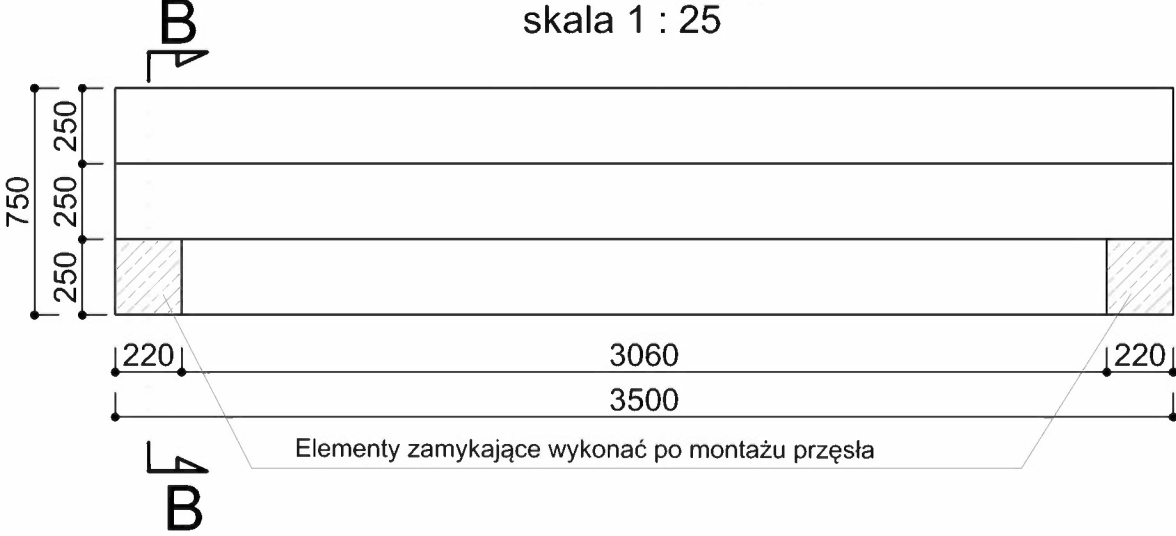 skala 1 : 25
B
750
250
250
250
220
3060
220
3500
Elementy zamykające wykonać po montażu przęsła
B